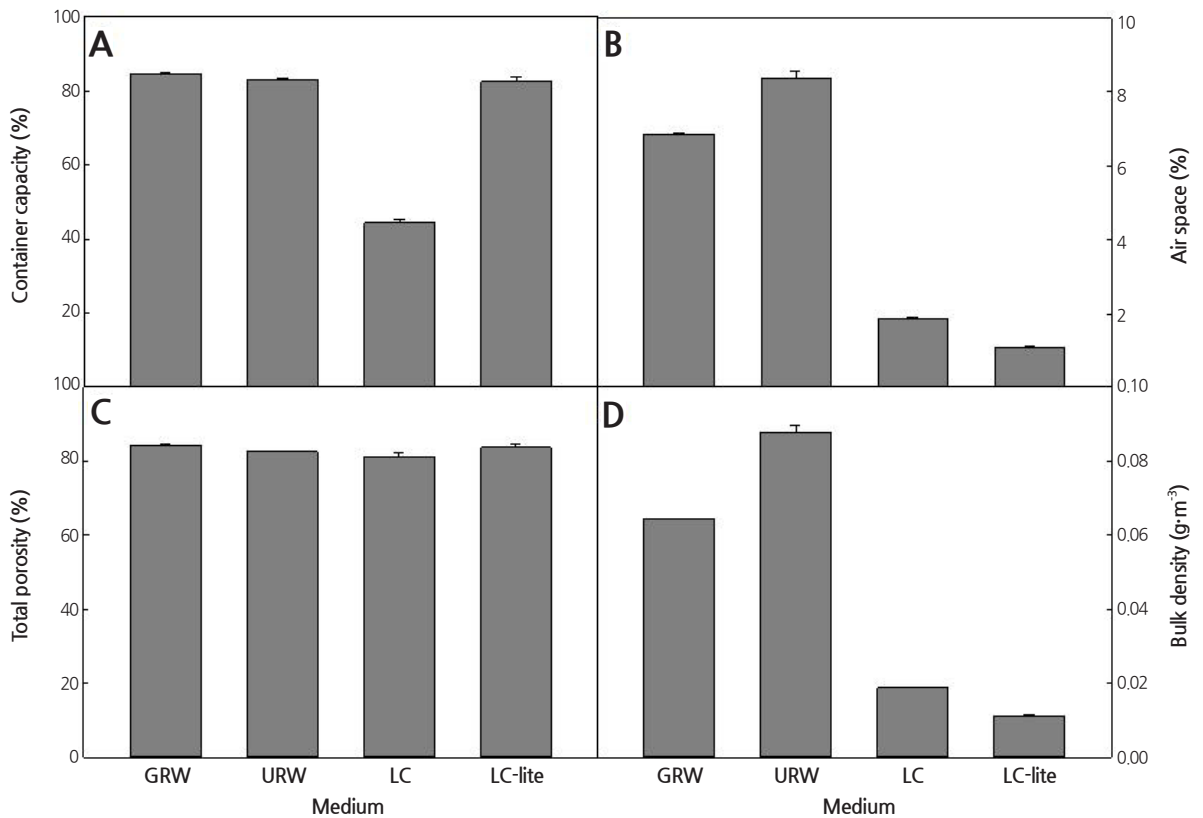 100
80
60
40
20
100
Container capacity (%)
A
B
10
8
6
4
2
0.10
Air space (%)
C
80
60
40
20
0
Total porosity (%)
D
0.08
0.06
0.04
0.02
0.00
Bulk density (g·m-3)
GRW URW LC LC-lite
Medium
GRW URW LC LC-lite
Medium